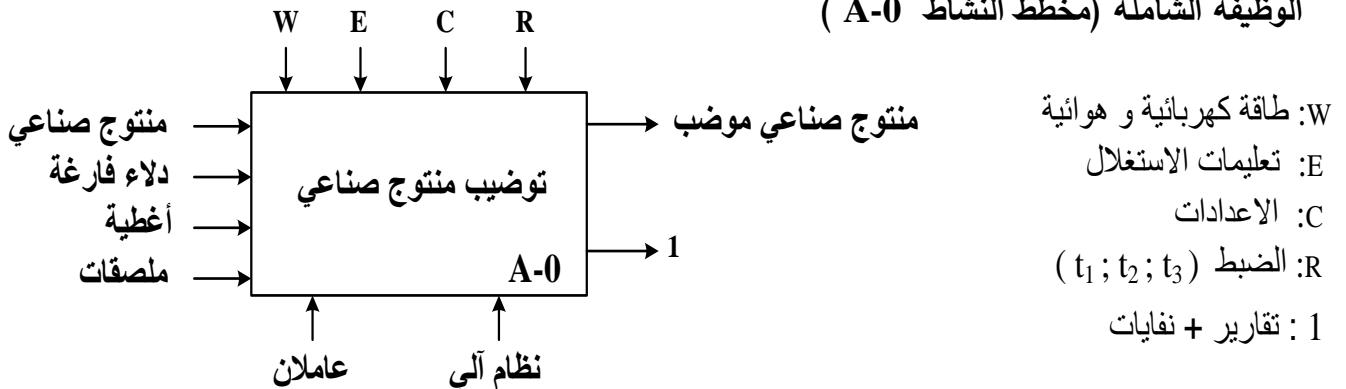 الوظيفة الشاملة (مخطط النشاط A-0 )
W E C R
منتوج صناعي
دلاء فارغة
أغطية
ملصقات
توضيب منتوج صناعي
A-0
منتوج صناعي موضب
1
عاملان
نظام آلي
W: طاقة كهربائية و هوائية
E: تعليمات الاستغلال
C: الاعدادات
R: الضبط ( t₁ ; t₂ ; t₃ )
1 : تقارير + نفايات